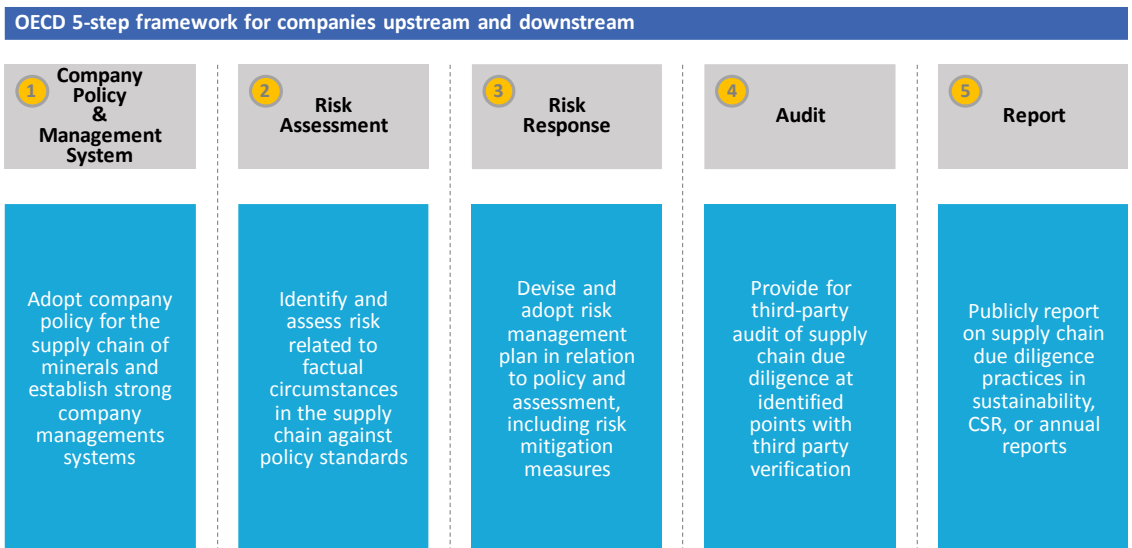 OECD 5-step framework for companies upstream and downstream
1
Company
Policy
&
Management
System
2
Risk
Assessment
3
Risk
Response
4
Audit
5
Report
Adopt company
policy for the
supply chain of
minerals and
establish strong
company
managements
systems
Identify and
assess risk
related to
factual
circumstances
in the supply
chain against
policy standards
Devise and
adopt risk
management
plan in relation
to policy and
assessment,
including risk
mitigation
measures
Provide for
third-party
audit of supply
chain due
diligence at
identified
points with
third party
verification
Publicly report
on supply chain
due diligence
practices in
sustainability,
CSR, or annual
reports